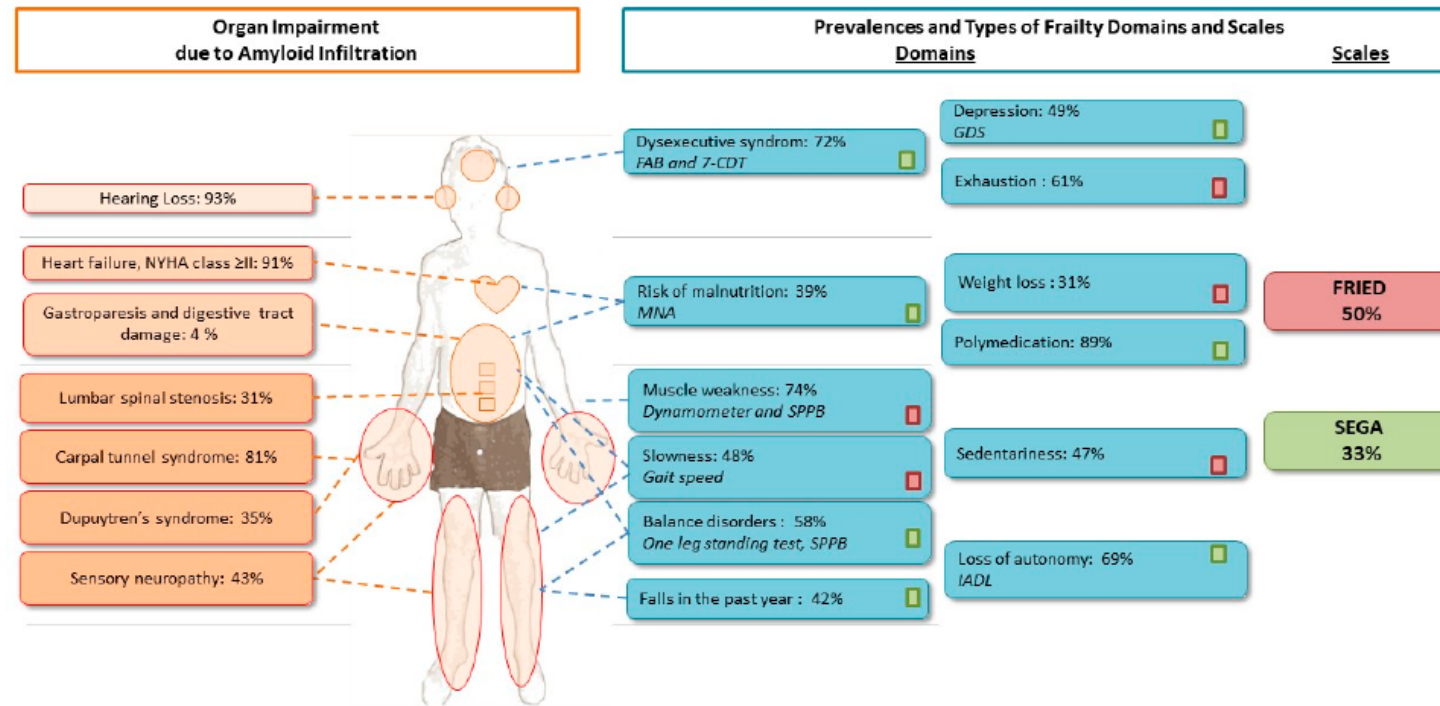 Organ Impairment
due to Amyloid Infiltration
Prevalences and Types of Frailty Domains and Scales
Domains
Scales
Hearing Loss: 93%
Heart failure, NYHA class ≥II: 91%
Gastroparesis and digestive tract
damage: 4 %
Lumbar spinal stenosis: 31%
Carpal tunnel syndrome: 81%
Dupuytren's syndrome: 35%
Sensory neuropathy: 43%
Dysexecutive syndrom: 72%
FAB and 7-CDT
Risk of malnutrition: 39%
MNA
Muscle weakness: 74%
Dynamometer and SPPB
Slowness: 48%
Gait speed
Balance disorders : 58%
One leg standing test, SPPB
Falls in the past year : 42%
Depression: 49%
GDS
Exhaustion : 61%
Weight loss : 31%
Polymedication: 89%
Sedentariness: 47%
Loss of autonomy: 69%
IADL
FRIED
50%
SEGA
33%